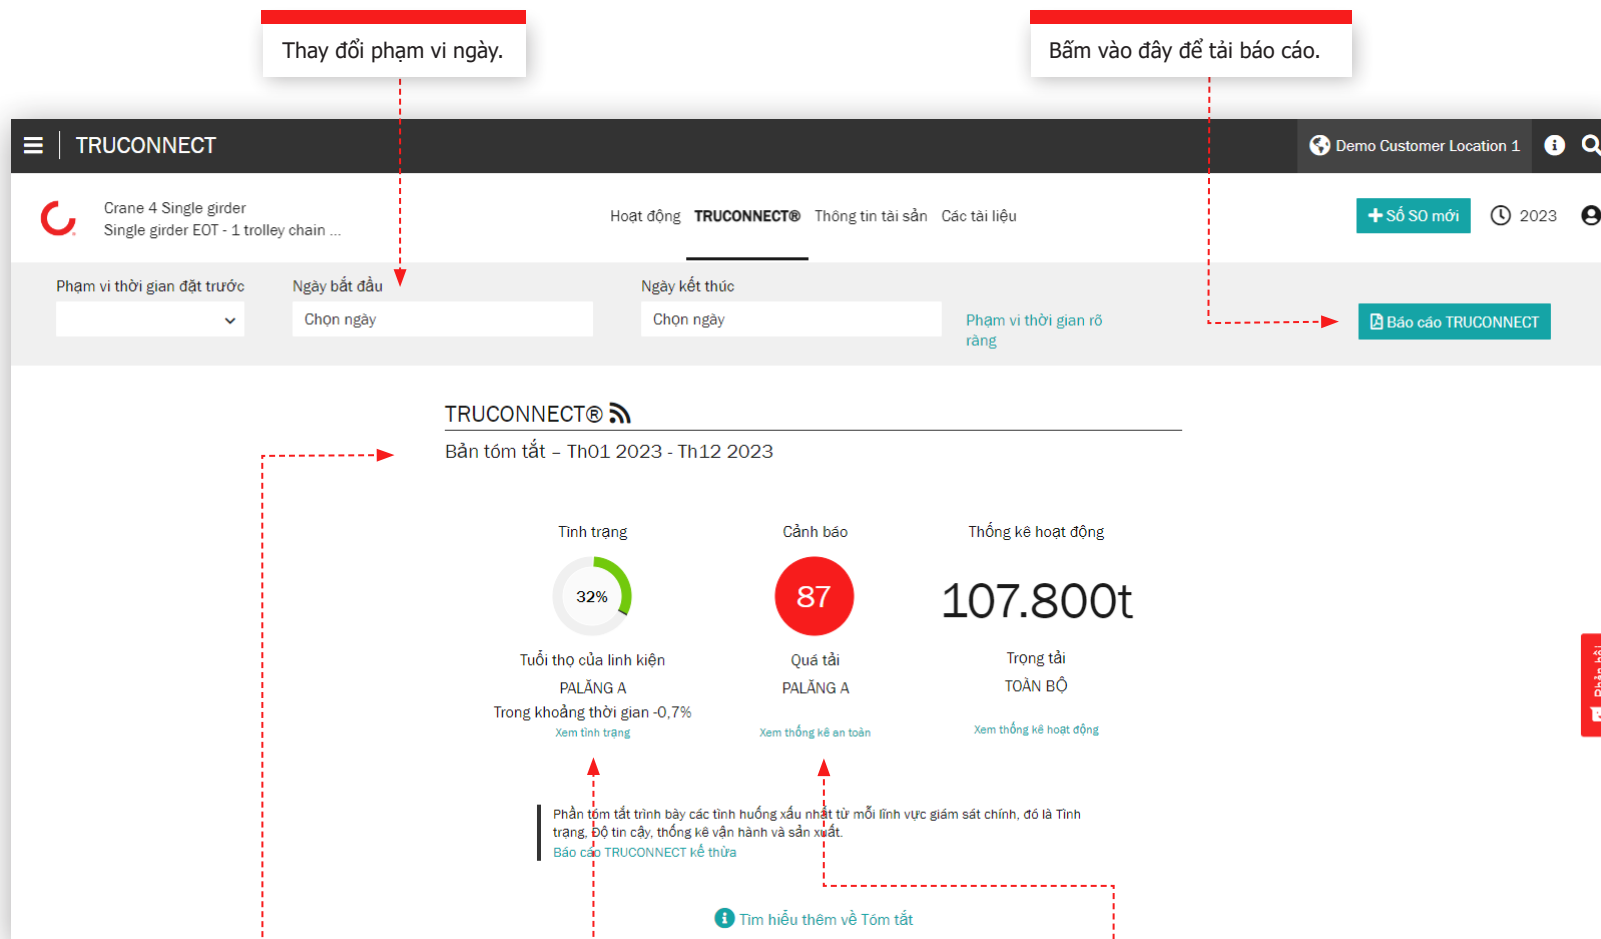 Thay đổi phạm vi ngày.
Bấm vào đây để tải báo cáo.
TRUCONNECT
Demo Customer Location 1
Crane 4 Single girder
Single girder EOT - 1 trolley chain ...
Hoạt động TRUCONNECT® Thông tin tài sản Các tài liệu
Số SO mới
2023
Phạm vi thời gian đặt trước
Ngày bắt đầu
Ngày kết thúc
Chọn ngày
Chọn ngày
Phạm vi thời gian rõ
ràng
Báo cáo TRUCONNECT
TRUCONNECT®
Bản tóm tắt – Th01 2023 - Th12 2023
Tình trạng
Cảnh báo
Thống kê hoạt động
32%
87
107.800t
Tuổi thọ của linh kiện
Quá tải
Trọng tải
PALĂNG A
PALĂNG A
TOÀN BỘ
Trong khoảng thời gian -0,7%
Xem tình trạng
Xem thống kê an toàn
Xem thống kê hoạt động
Phản hồi
Phần tóm tắt trình bày các tình huống xấu nhất từ mỗi lĩnh vực giám sát chính, đó là Tình
trạng, Độ tin cậy, thống kê vận hành và sản xuất.
Báo cáo TRUCONNECT kế thừa
Tìm hiểu thêm về Tóm tắt